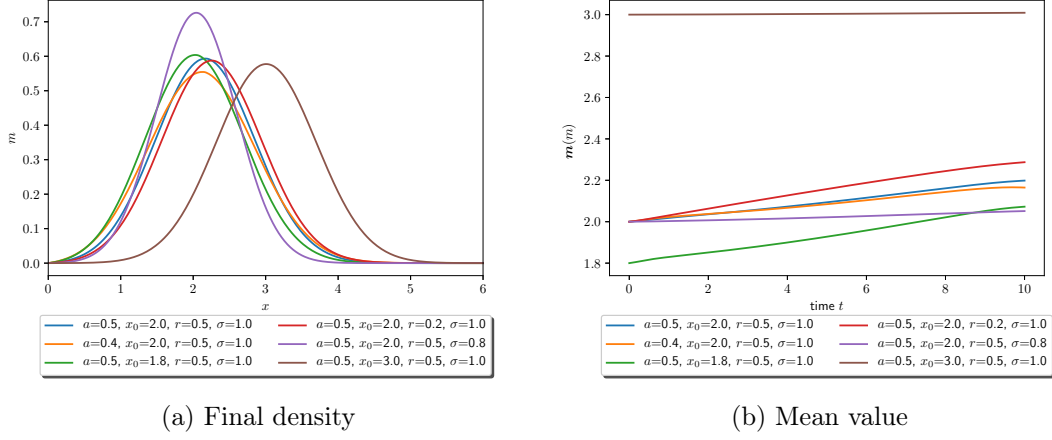 0.7
0.6
0.5
0.4
0.3
0.2
0.1
0.0
m
0 1 2 3 4 5 6
x
a=0.5, x₀=2.0, r=0.5, σ=1.0
a=0.4, x₀=2.0, r=0.5, σ=1.0
a=0.5, x₀=1.8, r=0.5, σ=1.0
a=0.5, x₀=2.0, r=0.2, σ=1.0
a=0.5, x₀=2.0, r=0.5, σ=0.8
a=0.5, x₀=3.0, r=0.5, σ=1.0
(a) Final density
3.0
2.8
2.6
2.4
2.2
2.0
1.8
m(m)
0 2 4 6 8 10
time t
a=0.5, x₀=2.0, r=0.5, σ=1.0
a=0.4, x₀=2.0, r=0.5, σ=1.0
a=0.5, x₀=1.8, r=0.5, σ=1.0
a=0.5, x₀=2.0, r=0.2, σ=1.0
a=0.5, x₀=2.0, r=0.5, σ=0.8
a=0.5, x₀=3.0, r=0.5, σ=1.0
(b) Mean value